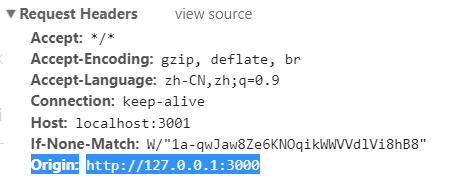 ▼ Request Headers view source
Accept: */*
Accept-Encoding: gzip, deflate, br
Accept-Language: zh-CN,zh;q=0.9
Connection: keep-alive
Host: localhost:3001
If-None-Match: W/"1a-qwJaw8Ze6KNOqikWWVVdlVi8hB8"
Origin: http://127.0.0.1:3000